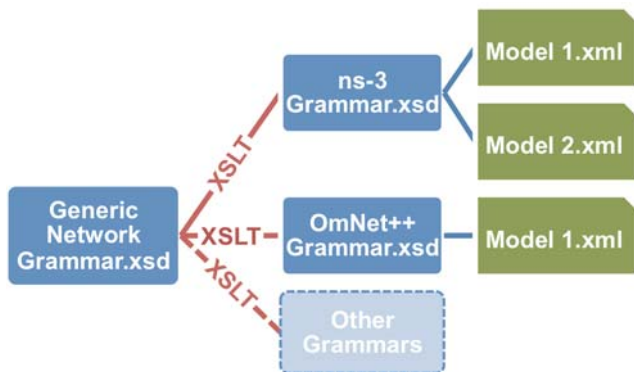 ns-3
Grammar.xsd
Model 1.xml
Model 2.xml
XSLT
Generic
Network
Grammar.xsd
XSLT
OmNet++
Grammar.xsd
Model 1.xml
XSLT
Other
Grammars